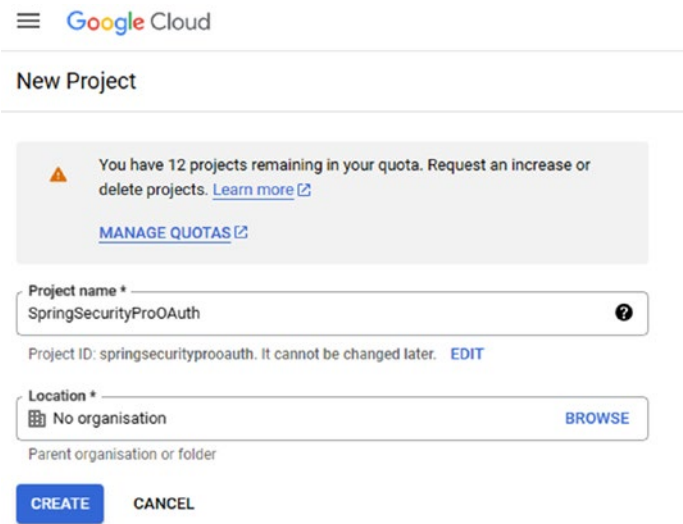 Google Cloud
New Project
You have 12 projects remaining in your quota. Request an increase or
delete projects. Learn more
MANAGE QUOTAS
Project name *
SpringSecurityProOAuth
Project ID: springsecurityprooauth. It cannot be changed later. EDIT
Location *
No organisation BROWSE
Parent organisation or folder
CREATE CANCEL